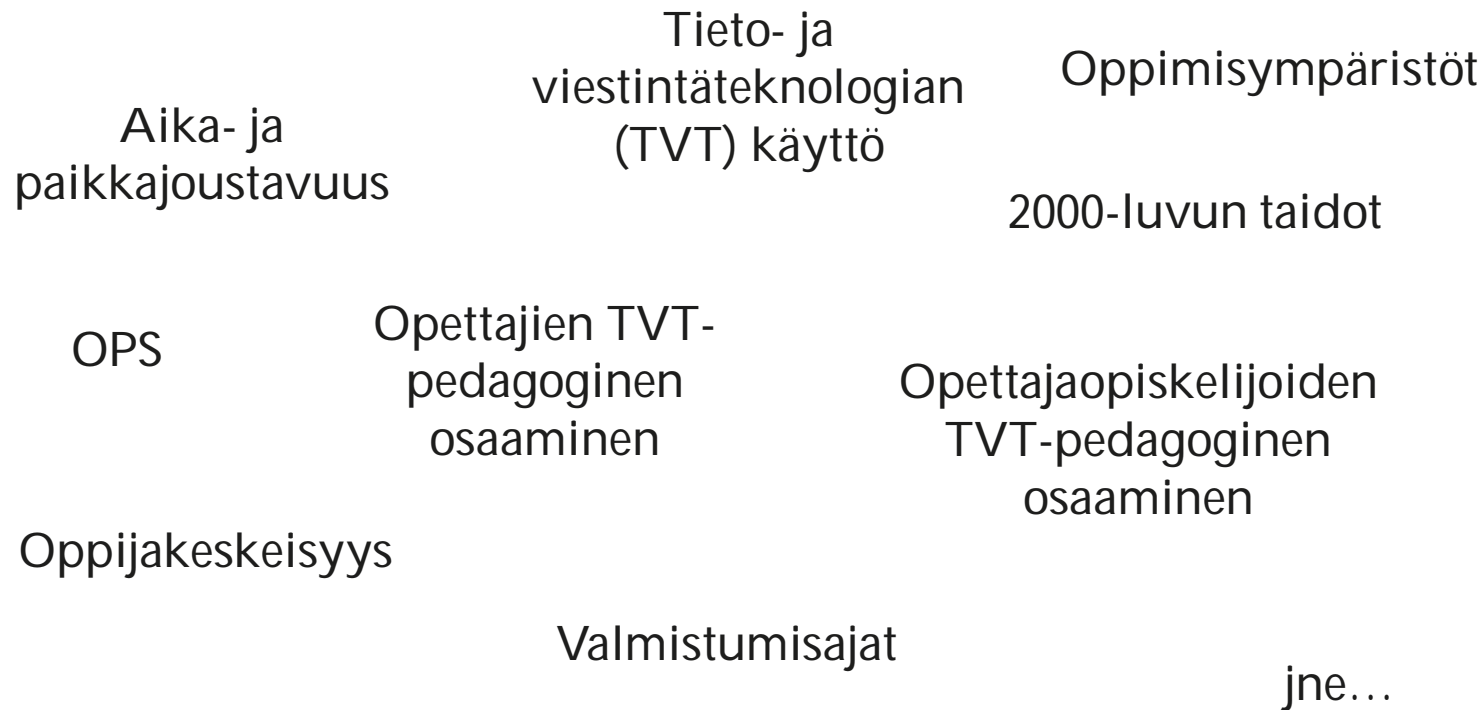 Tieto- ja
viestintäteknologian
(TVT) käyttö
Oppimisympäristöt
Aika- ja
paikkajoustavuus
2000-luvun taidot
OPS
Opettajien TVT-
pedagoginen
osaaminen
Opettajaopiskelijoiden
TVT-pedagoginen
osaaminen
Oppijakeskeisyys
Valmistumisajat
jne...